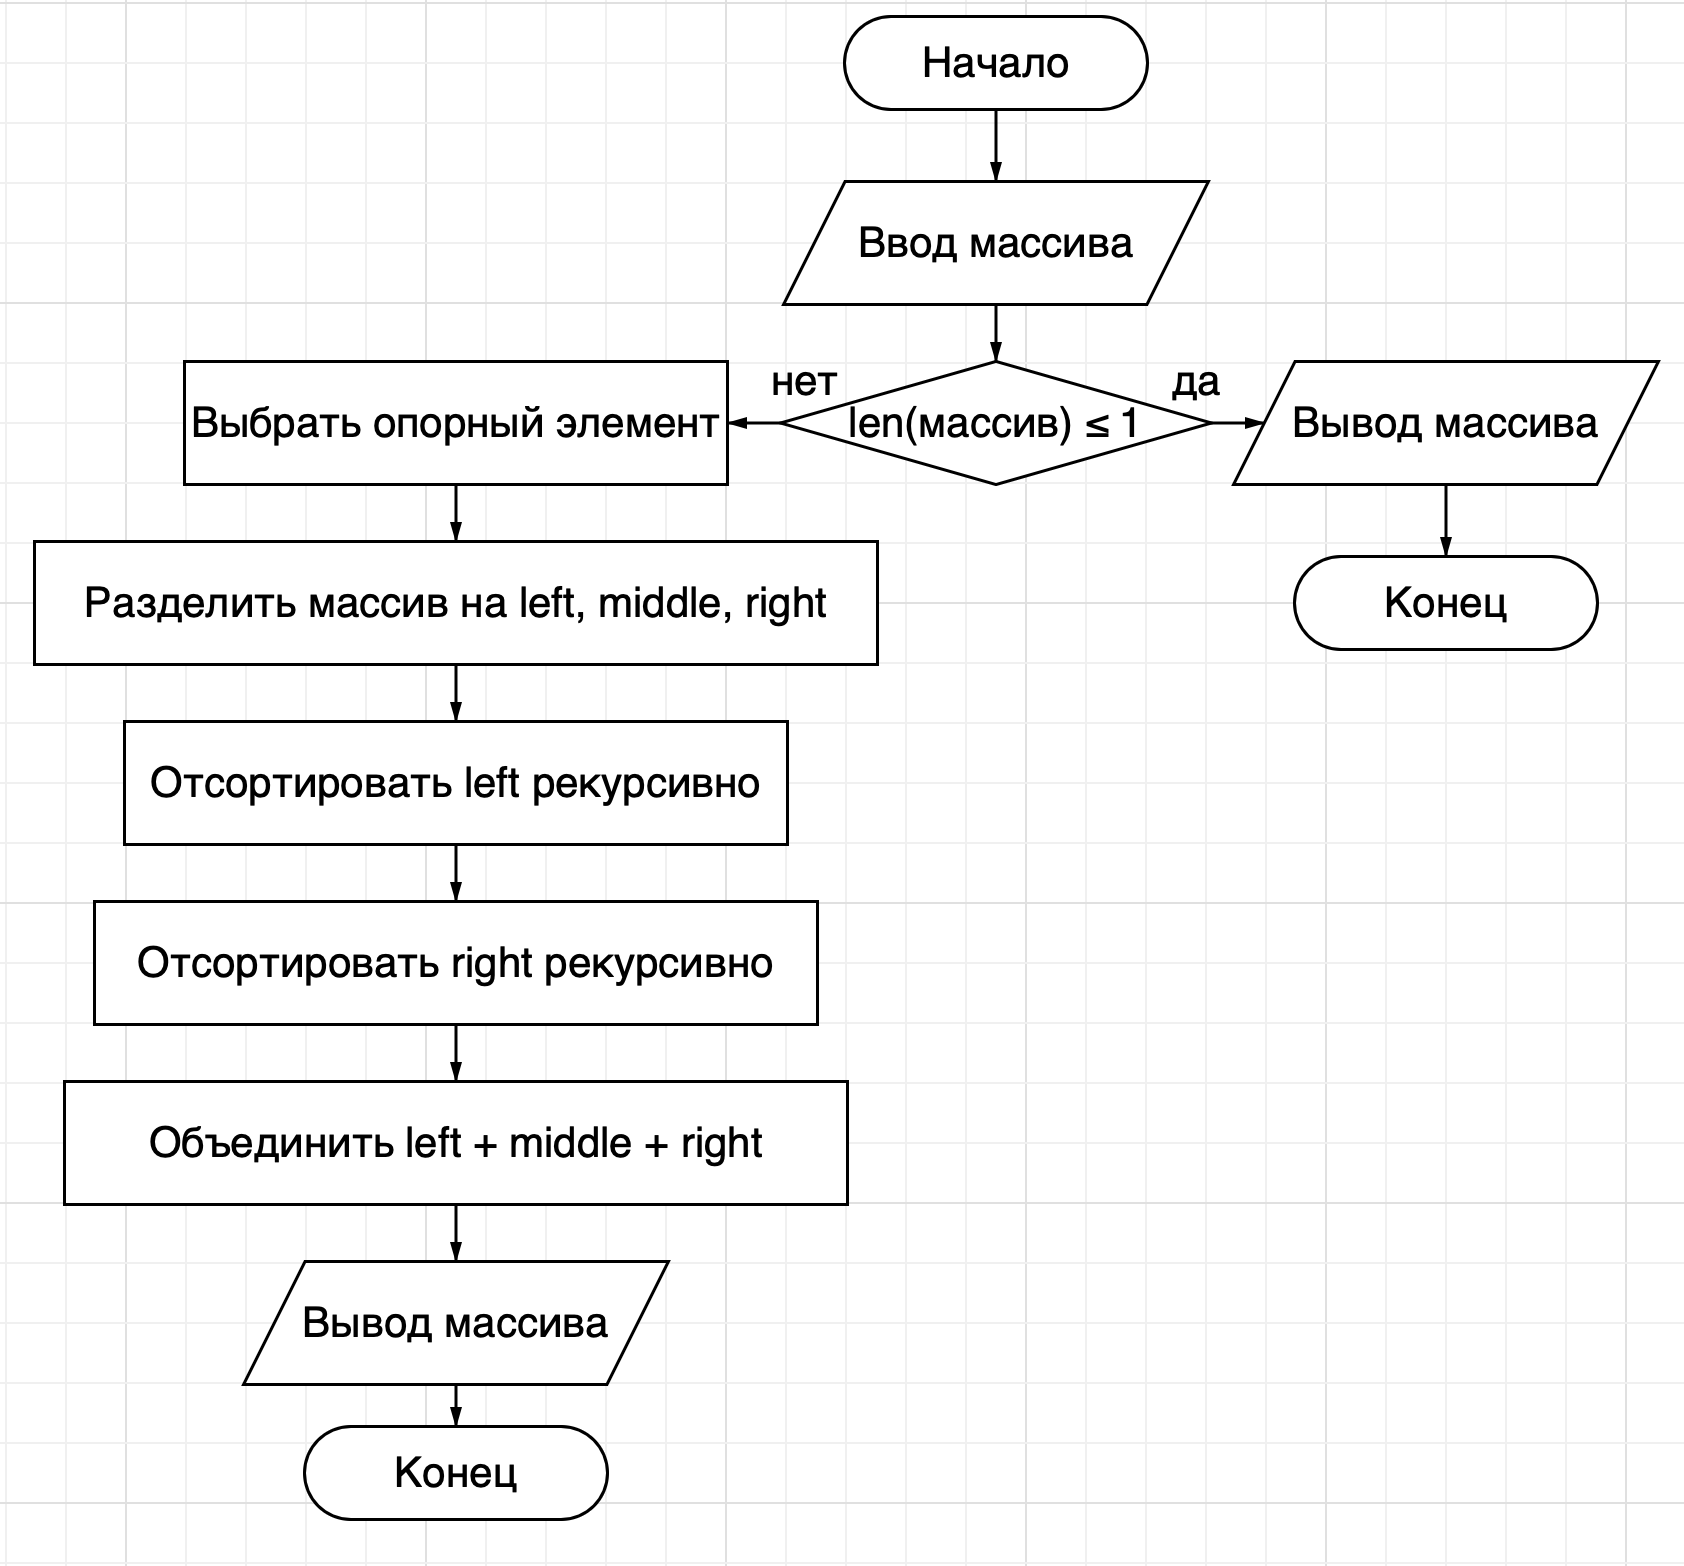 Начало
Ввод массива
нет
да
Выбрать опорный элемент
len(массив) ≤ 1
Вывод массива
Разделить массив на left, middle, right
Конец
Отсортировать left рекурсивно
Отсортировать right рекурсивно
Объединить left + middle + right
Вывод массива
Конец